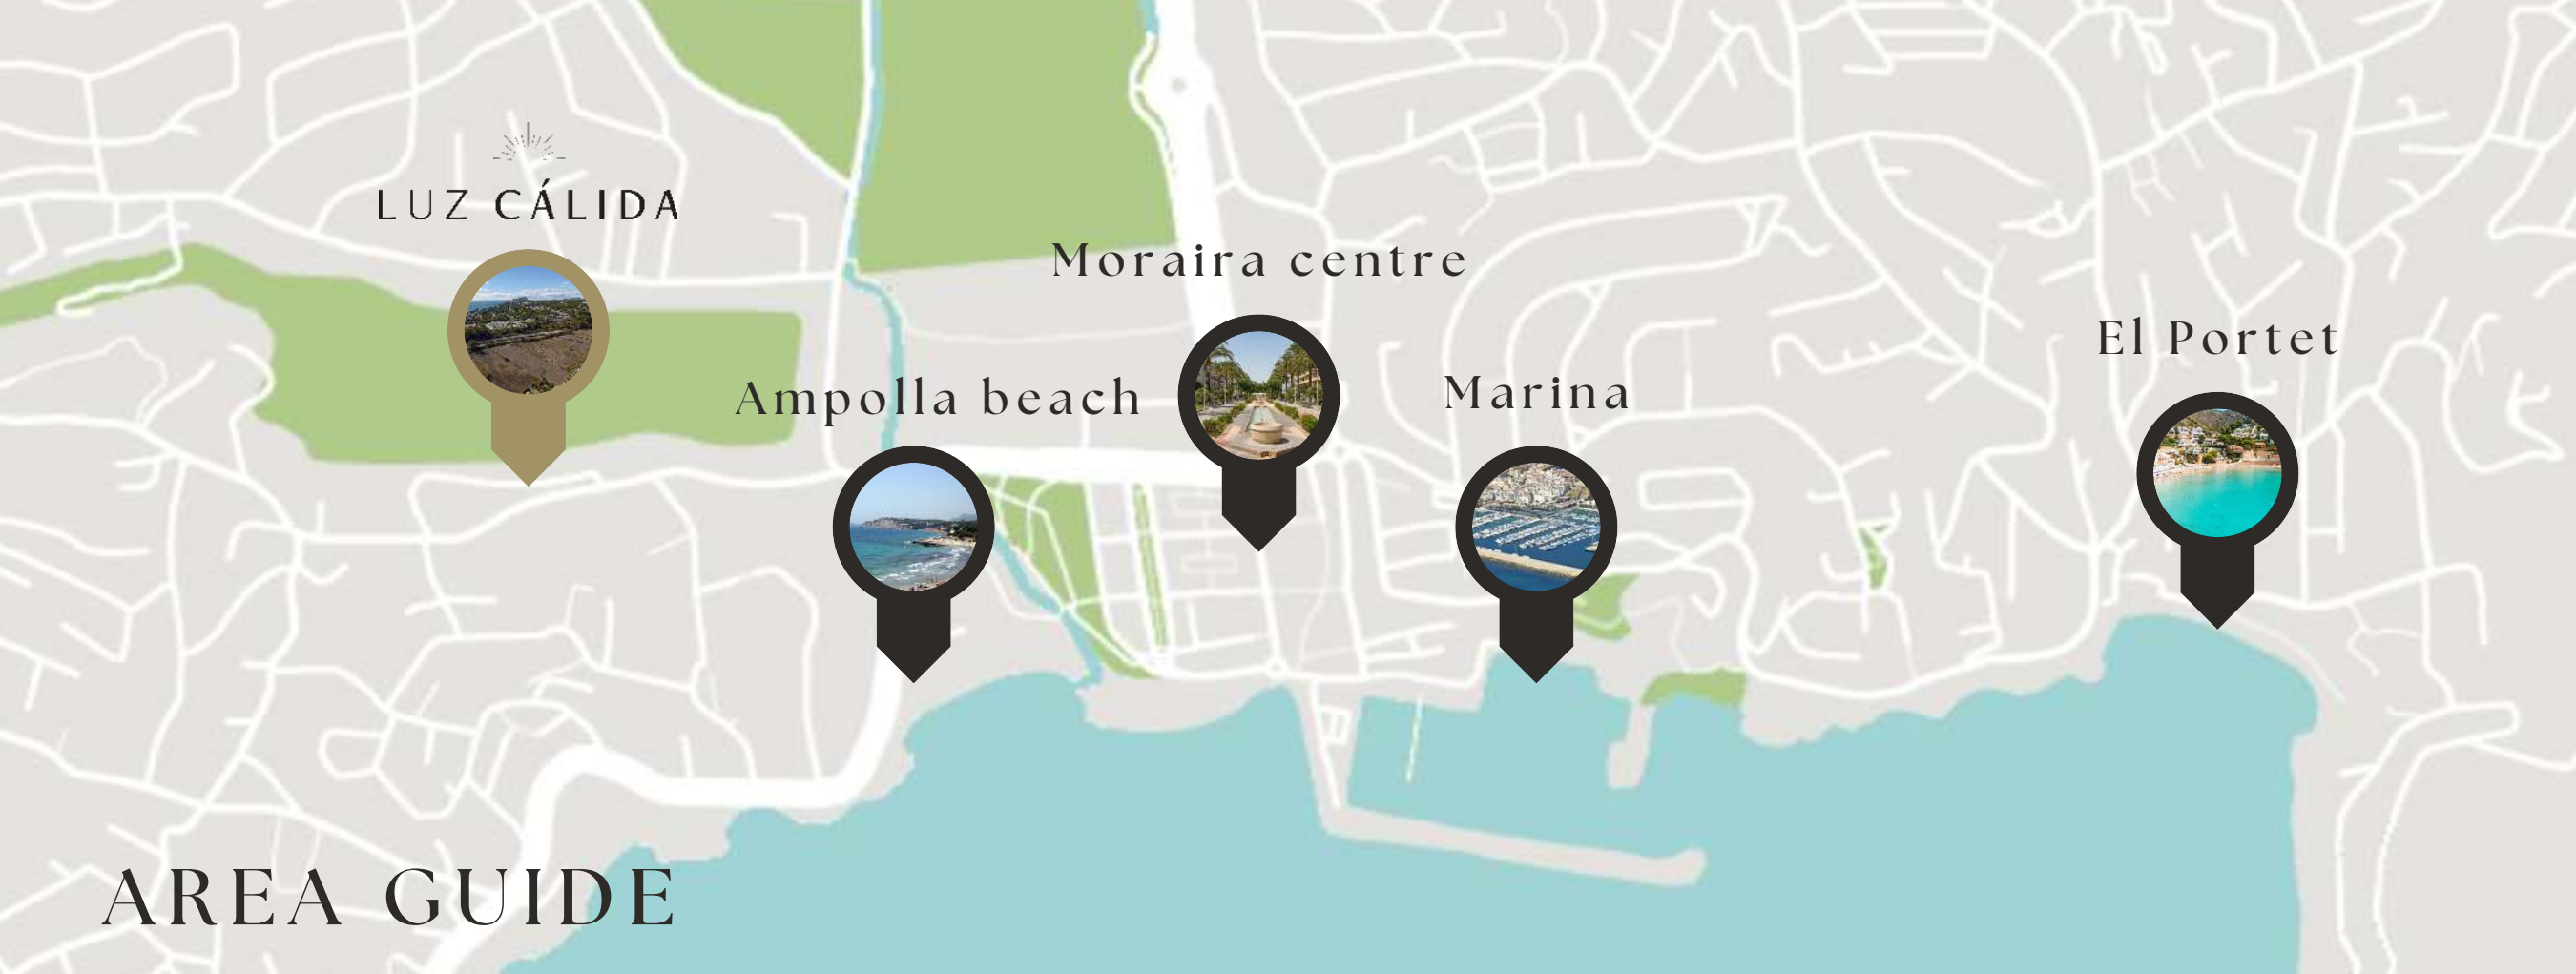 LUZ CÁLIDA
Moraira centre
El Portet
Ampolla beach
Marina
AREA GUIDE